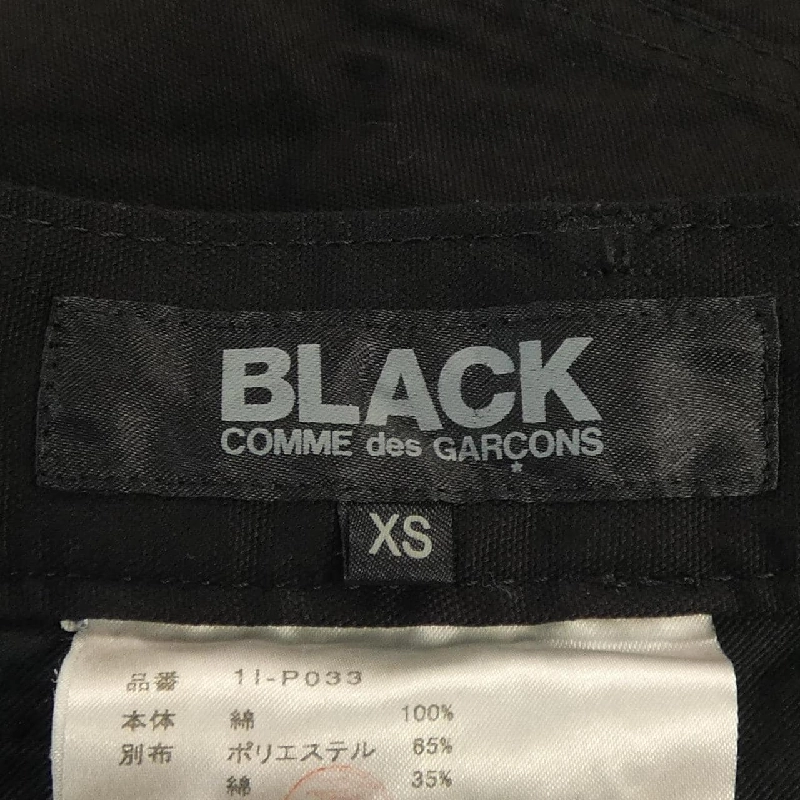 BLACK
COMME des GARÇONS
XS
品番 1I-P033
本体 綿 100%
別布 ポリエステル 65%
綿 35%